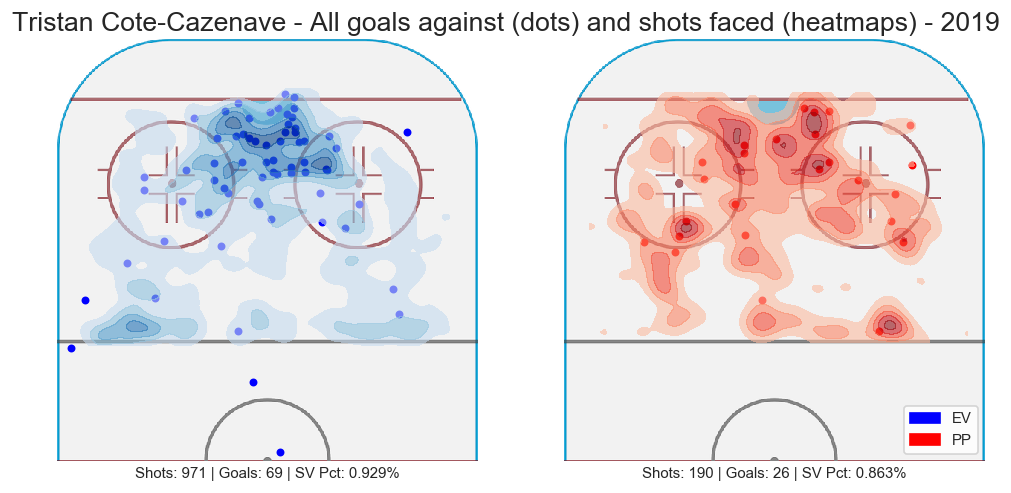 Tristan Cote-Cazenave - All goals against (dots) and shots faced (heatmaps) - 2019
EV
PP
Shots: 971 | Goals: 69 | SV Pct: 0.929%
Shots: 190 | Goals: 26 | SV Pct: 0.863%